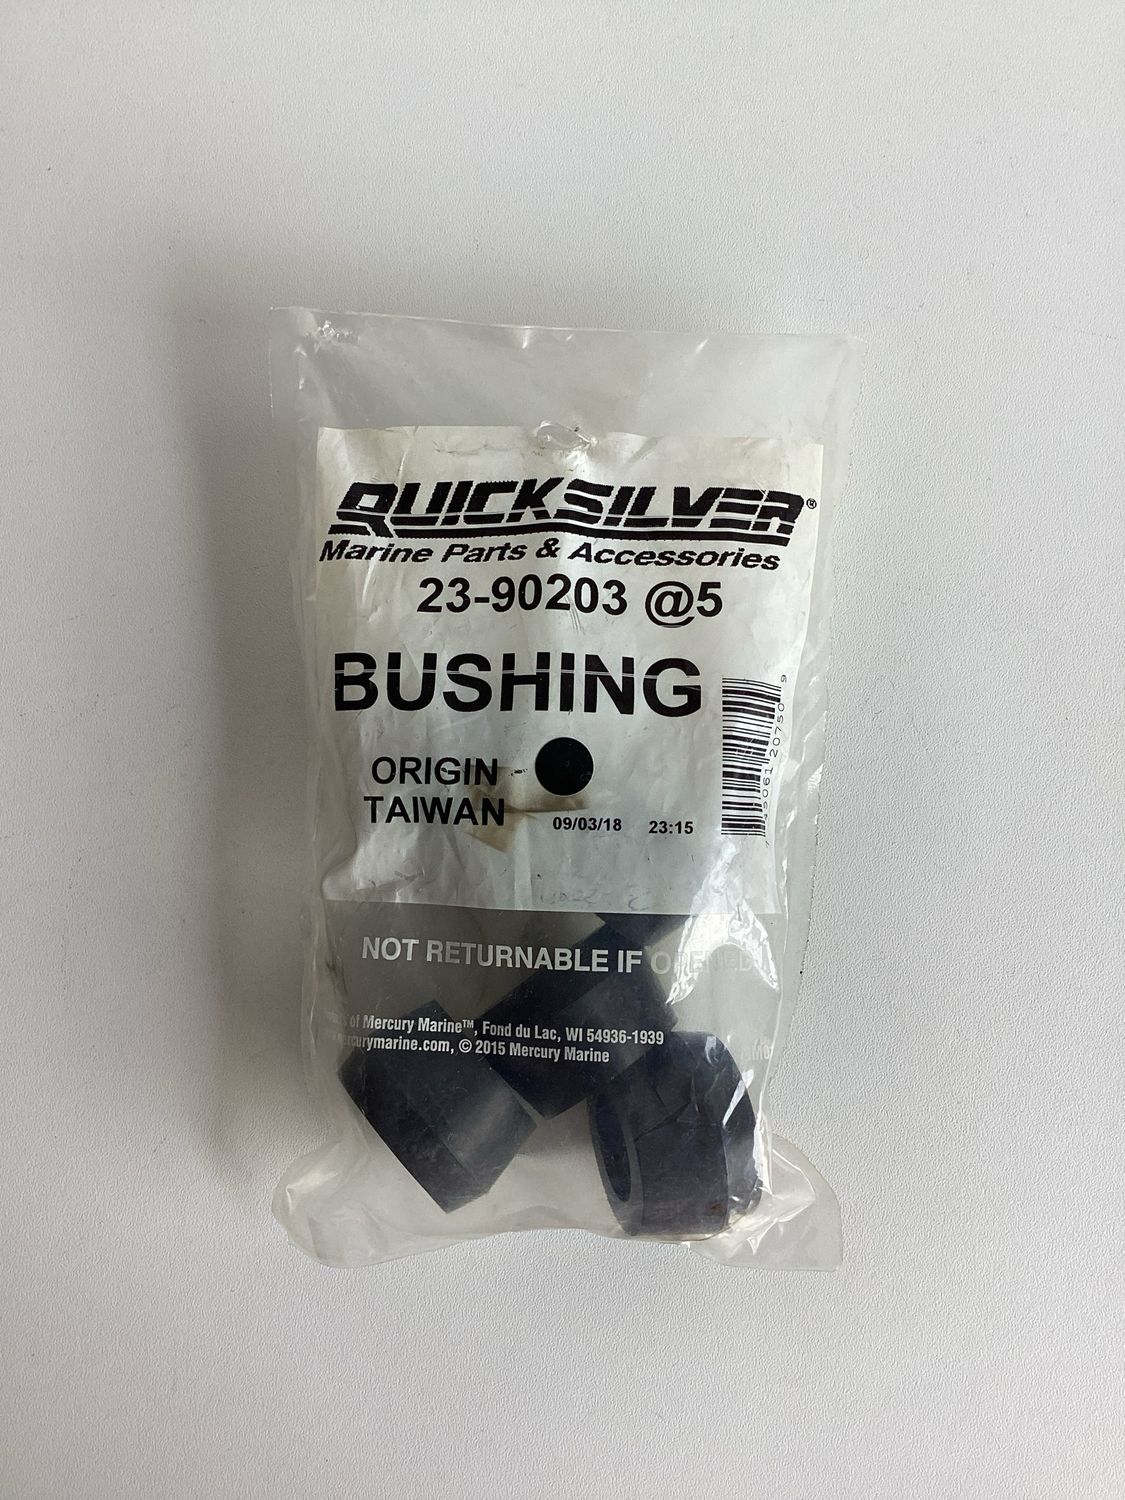 QUICKSILVER®
Marine Parts & Accessories
23-90203 @5
BUSHING
ORIGIN
TAIWAN
09/03/18 23:15
NOT RETURNABLE IF OPENED
of Mercury Marine™, Fond du Lac, WI 54936-1939
mercurymarine.com, © 2015 Mercury Marine